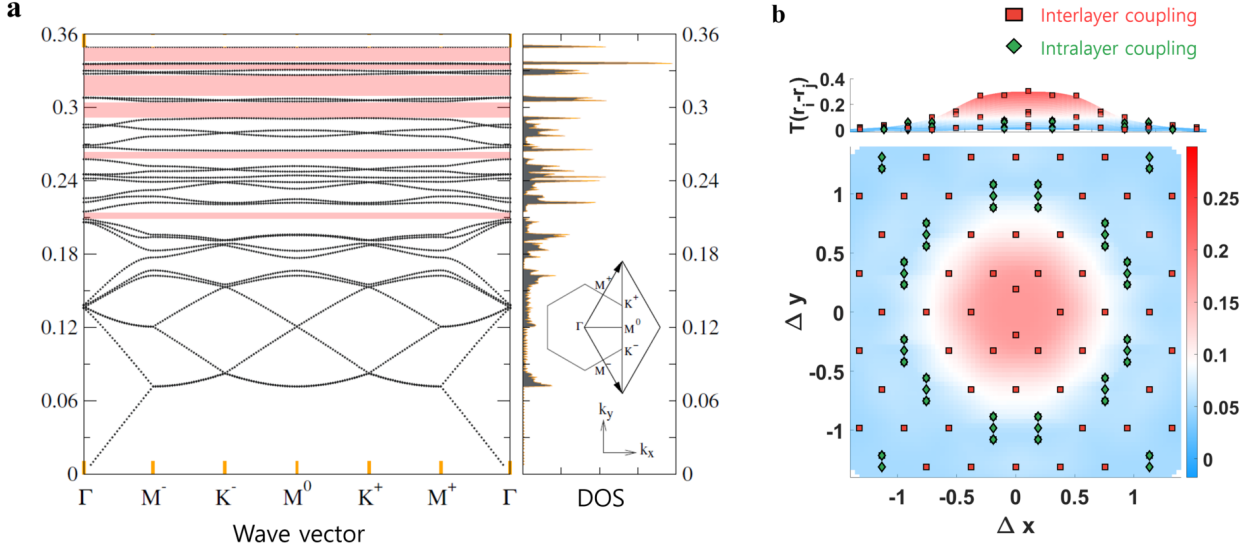 a
0.36
0.3
0.24
0.18
0.12
0.06
0
Γ M⁻ K⁻ M⁰ K⁺ M⁺ Γ
Wave vector
M⁺
K⁺
Γ M⁰
K⁻
M⁻
k_y
k_x
DOS
0.36
0.3
0.24
0.18
0.12
0.06
0
b
Interlayer coupling
Intralayer coupling
T(r_i-r_j)
0.4
0.2
0
Δ y
1
0.5
0
-0.5
-1
-1 -0.5 0 0.5 1
Δ x
0.25
0.2
0.15
0.1
0.05
0